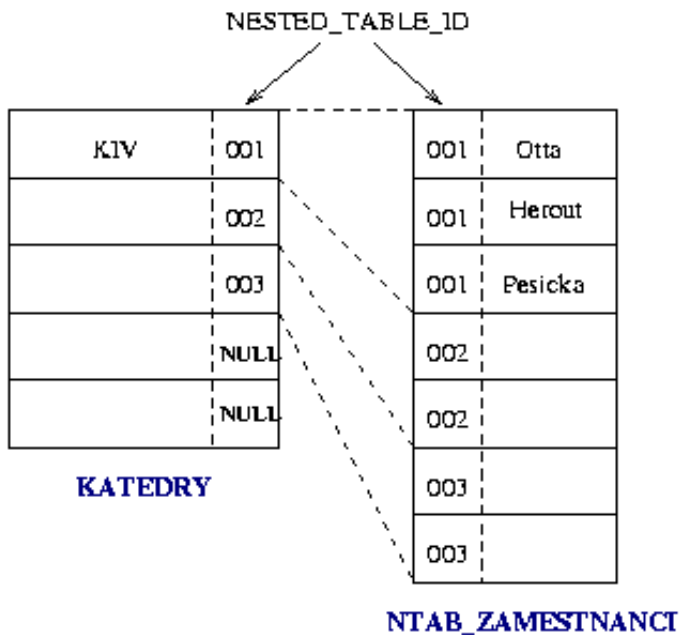 NESTED_TABLE_ID
KIV 001
002
003
NULL
NULL
KATEDRY
001 Otta
001 Herout
001 Pesicka
002
002
003
003
NTAB_ZAMESTNANCI